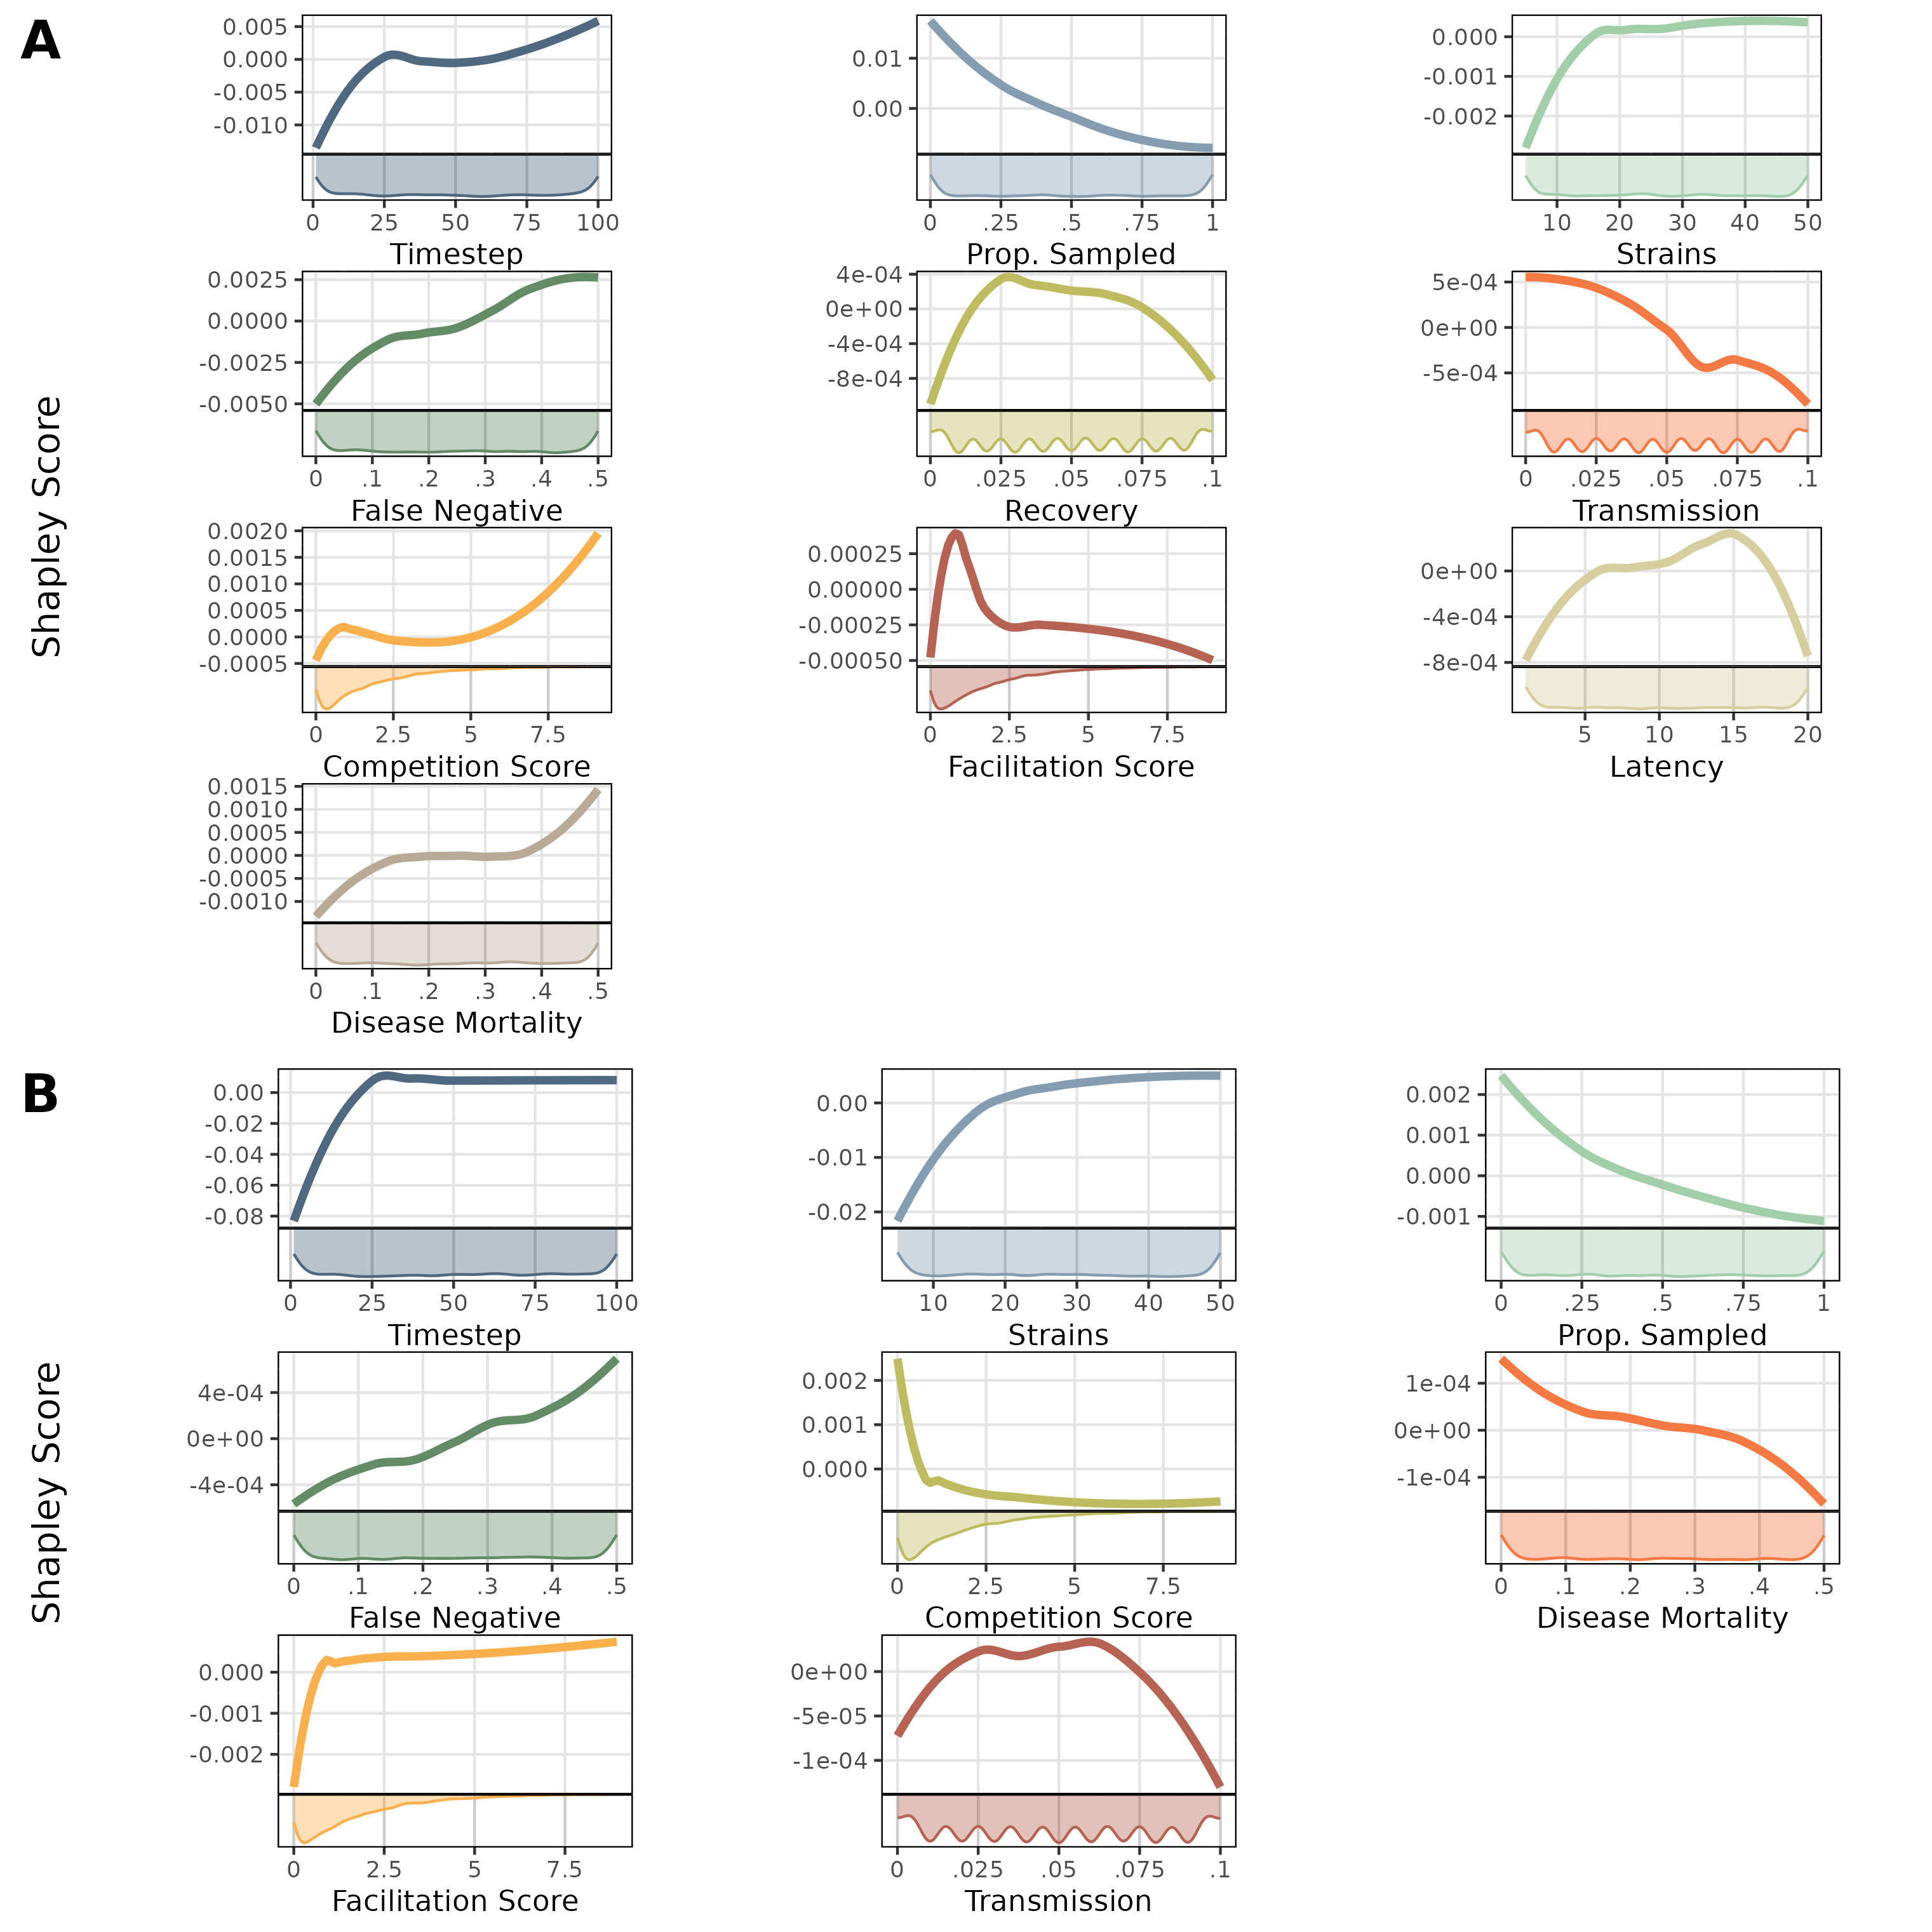 A
Shapley Score
0.005
0.000
-0.005
-0.010
0 25 50 75 100
Timestep
0.01
0.00
0 .25 .5 .75 1
Prop. Sampled
0.000
-0.001
-0.002
10 20 30 40 50
Strains
0.0025
0.0000
-0.0025
-0.0050
0 .1 .2 .3 .4 .5
False Negative
4e-04
0e+00
-4e-04
-8e-04
0 .025 .05 .075 .1
Recovery
5e-04
0e+00
-5e-04
0 .025 .05 .075 .1
Transmission
0.0020
0.0015
0.0010
0.0005
0.0000
-0.0005
0 2.5 5 7.5
Competition Score
0.00025
0.00000
-0.00025
-0.00050
0 2.5 5 7.5
Facilitation Score
0e+00
-4e-04
-8e-04
5 10 15 20
Latency
0.0015
0.0010
0.0005
0.0000
-0.0005
-0.0010
0 .1 .2 .3 .4 .5
Disease Mortality
B
Shapley Score
0.00
-0.02
-0.04
-0.06
-0.08
0 25 50 75 100
Timestep
0.00
-0.01
-0.02
10 20 30 40 50
Strains
0.002
0.001
0.000
-0.001
0 .25 .5 .75 1
Prop. Sampled
4e-04
0e+00
-4e-04
0 .1 .2 .3 .4 .5
False Negative
0.002
0.001
0.000
0 2.5 5 7.5
Competition Score
1e-04
0e+00
-1e-04
0 .1 .2 .3 .4 .5
Disease Mortality
0.000
-0.001
-0.002
0 2.5 5 7.5
Facilitation Score
0e+00
-5e-05
-1e-04
0 .025 .05 .075 .1
Transmission